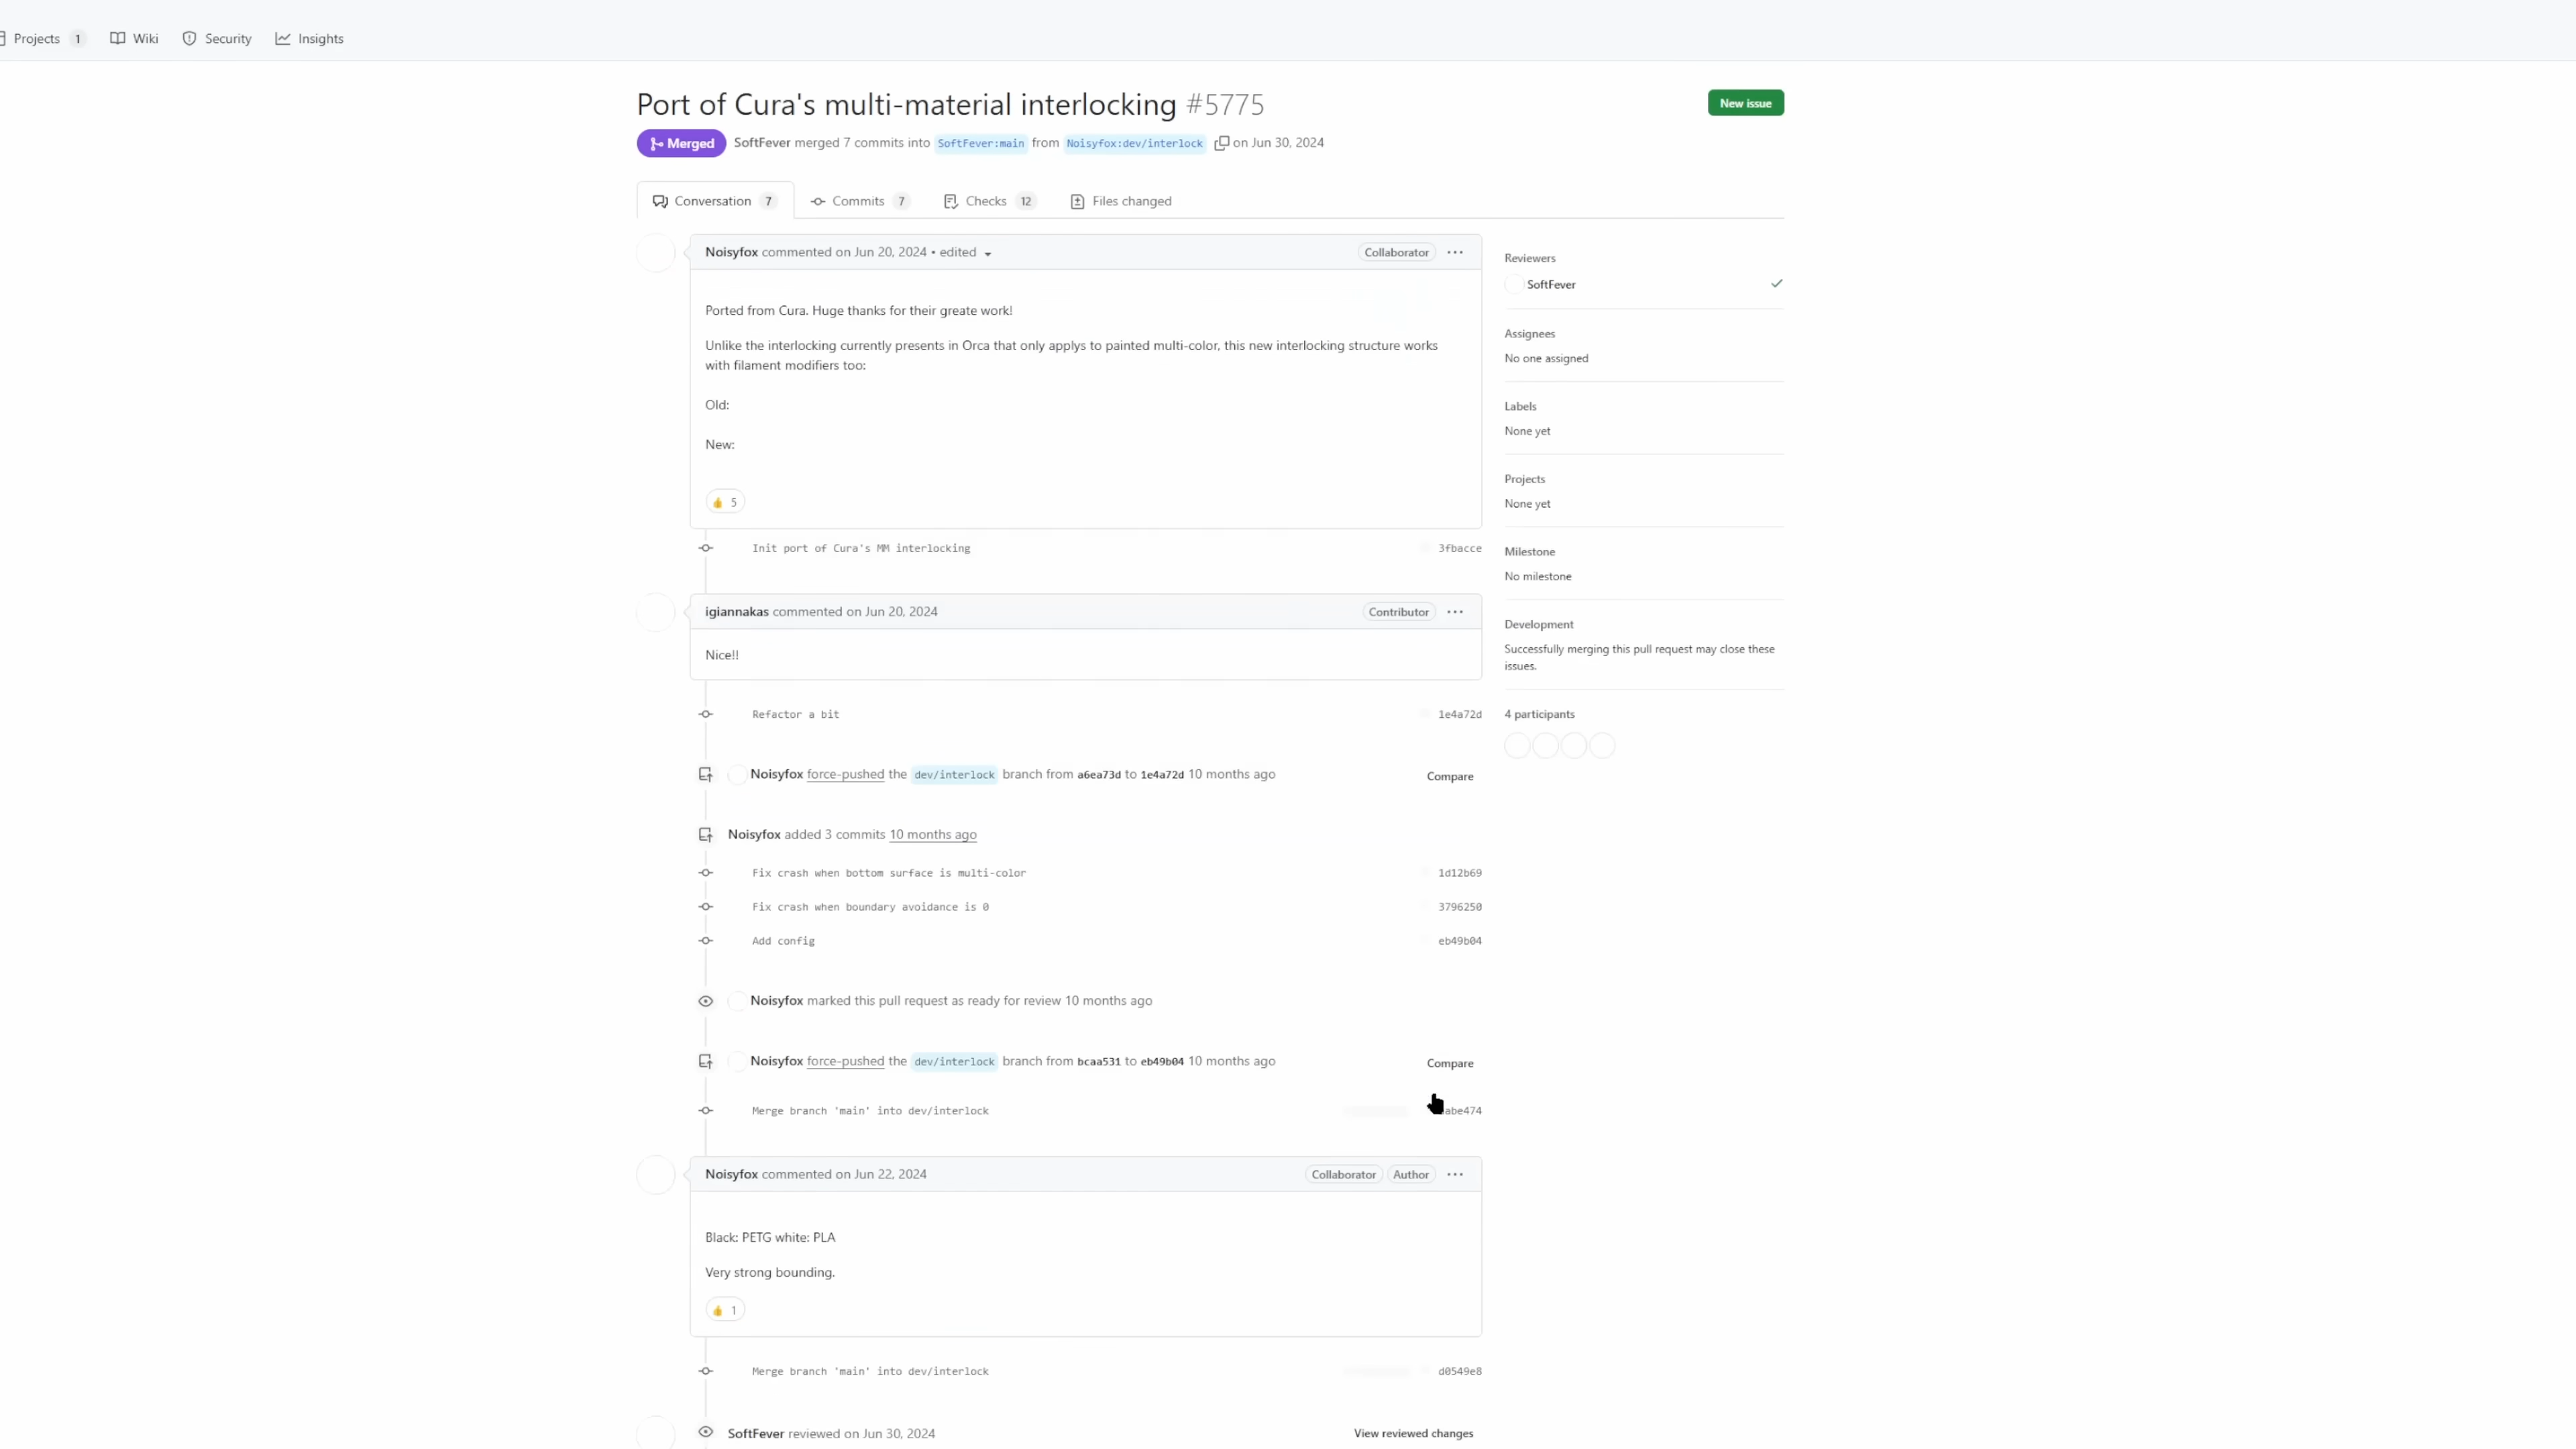 Projects 1 Wiki Security Insights
Port of Cura's multi-material interlocking #5775
New issue
Merged SoftFever merged 7 commits into SoftFever:main from Noisyfox:dev/interlock on Jun 30, 2024
Conversation 7 Commits 7 Checks 12 Files changed
Noisyfox commented on Jun 20, 2024 • edited
Collaborator
Ported from Cura. Huge thanks for their greate work!
Unlike the interlocking currently presents in Orca that only applys to painted multi-color, this new interlocking structure works
with filament modifiers too:
Old:
New:
👍 5
Init port of Cura's MM interlocking 3fbacce
igiannakas commented on Jun 20, 2024
Contributor
Nice!!
Refactor a bit 1e4a72d
Noisyfox force-pushed the dev/interlock branch from a6ea73d to 1e4a72d 10 months ago
Compare
Noisyfox added 3 commits 10 months ago
Fix crash when bottom surface is multi-color 1d12b69
Fix crash when boundary avoidance is 0 3796250
Add config eb49b04
Noisyfox marked this pull request as ready for review 10 months ago
Noisyfox force-pushed the dev/interlock branch from bcaa531 to eb49b04 10 months ago
Compare
Merge branch 'main' into dev/interlock
Noisyfox commented on Jun 22, 2024
Collaborator Author
Black: PETG white: PLA
Very strong bounding.
👍 1
Merge branch 'main' into dev/interlock d0549e8
SoftFever reviewed on Jun 30, 2024
View reviewed changes
Reviewers
SoftFever
Assignees
No one assigned
Labels
None yet
Projects
None yet
Milestone
No milestone
Development
Successfully merging this pull request may close these
issues.
4 participants